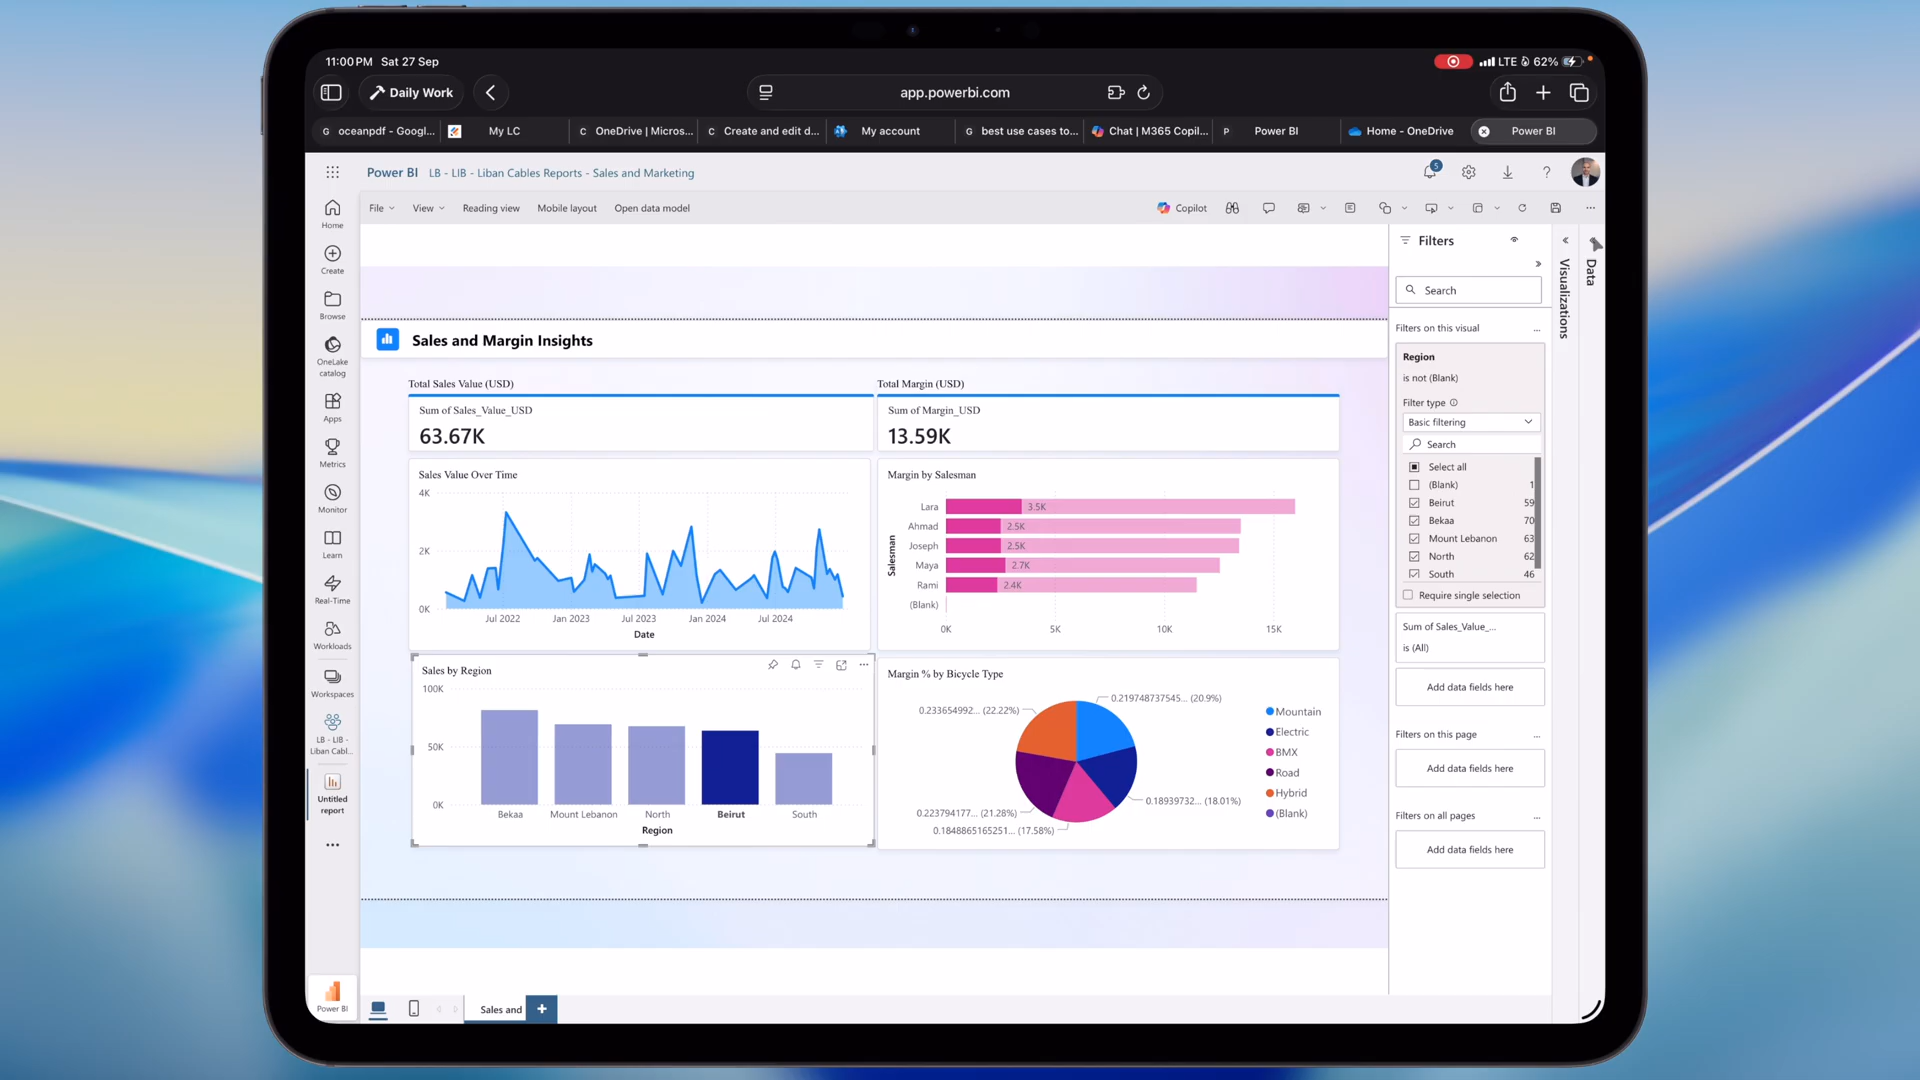 11:00 PM Sat 27 Sep
LTE 62%
Daily Work
app.powerbi.com
G oceanpdf - Googl...
My LC
C OneDrive | Micros...
C Create and edit d...
My account
G best use cases to...
Chat | M365 Copil...
P Power BI
Home - OneDrive
Power BI
Power BI LB - LIB - Liban Cables Reports - Sales and Marketing
5
?
File View Reading view Mobile layout Open data model
Copilot
Home
Create
Browse
OneLake
catalog
Apps
Metrics
Monitor
Learn
Real-Time
Workloads
Workspaces
LB - LIB -
Liban Cabl...
Untitled
report
Power BI
Sales and Margin Insights
Total Sales Value (USD)
Sum of Sales_Value_USD
63.67K
Total Margin (USD)
Sum of Margin_USD
13.59K
Sales Value Over Time
4K
2K
0K
Jul 2022 Jan 2023 Jul 2023 Jan 2024 Jul 2024
Date
Margin by Salesman
Salesman
Lara 3.5K
Ahmad 2.5K
Joseph 2.5K
Maya 2.7K
Rami 2.4K
(Blank)
0K 5K 10K 15K
Sales by Region
100K
50K
0K
Bekaa Mount Lebanon North Beirut South
Region
Margin % by Bicycle Type
0.219748737545... (20.9%)
0.233654992... (22.22%)
0.18939732... (18.01%)
0.223794177... (21.28%)
0.1848865165251... (17.58%)
Mountain
Electric
BMX
Road
Hybrid
(Blank)
Filters
Search
Filters on this visual
Region
is not (Blank)
Filter type
Basic filtering
Search
Select all
(Blank) 1
Beirut 59
Bekaa 70
Mount Lebanon 63
North 62
South 46
Require single selection
Sum of Sales_Value_...
is (All)
Add data fields here
Filters on this page
Add data fields here
Filters on all pages
Add data fields here
Visualizations
Data
Sales and